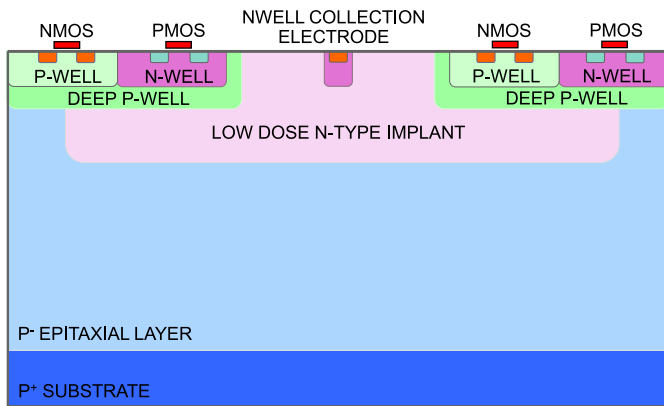 NMOS
PMOS
NWELL COLLECTION
ELECTRODE
NMOS
PMOS
P-WELL
N-WELL
P-WELL
N-WELL
DEEP P-WELL
DEEP P-WELL
LOW DOSE N-TYPE IMPLANT
P⁻ EPITAXIAL LAYER
P⁺ SUBSTRATE